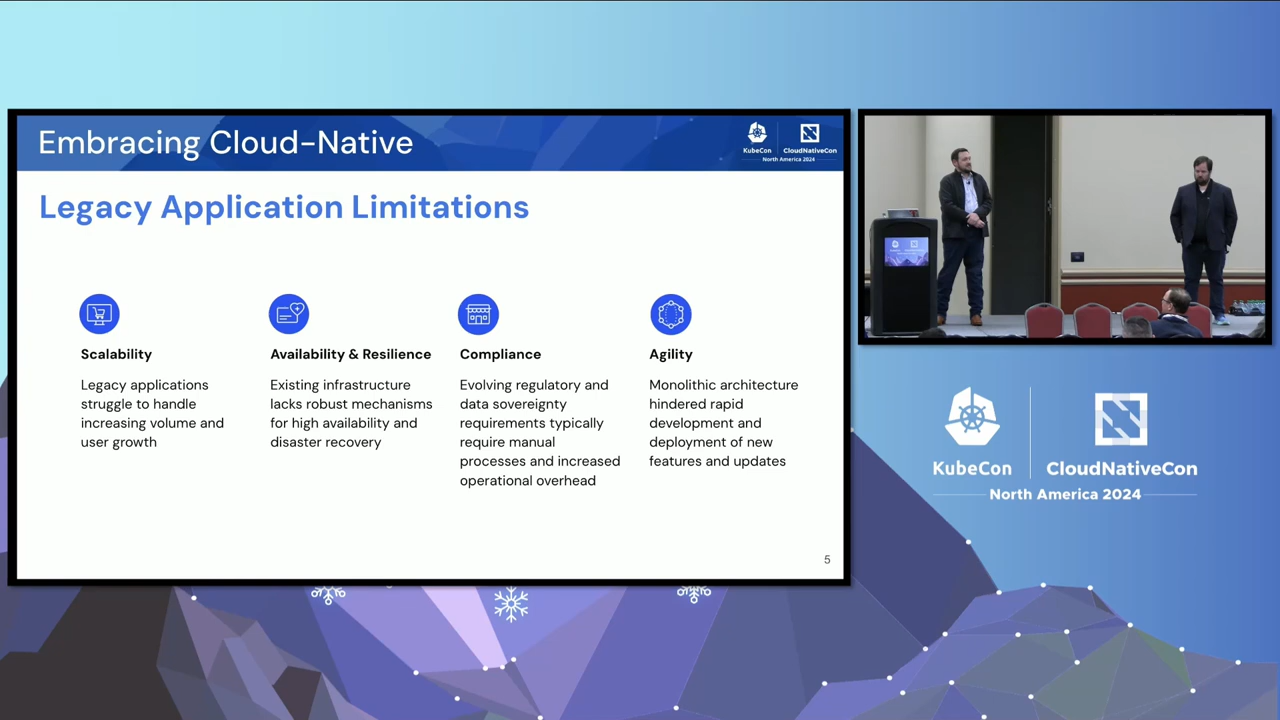 Embracing Cloud-Native
KubeCon
CloudNativeCon
North America 2024
Legacy Application Limitations
Scalability
Legacy applications
struggle to handle
increasing volume and
user growth
Availability & Resilience
Existing infrastructure
lacks robust mechanisms
for high availability and
disaster recovery
Compliance
Evolving regulatory and
data sovereignty
requirements typically
require manual
processes and increased
operational overhead
Agility
Monolithic architecture
hindered rapid
development and
deployment of new
features and updates
5
KubeCon
CloudNativeCon
North America 2024